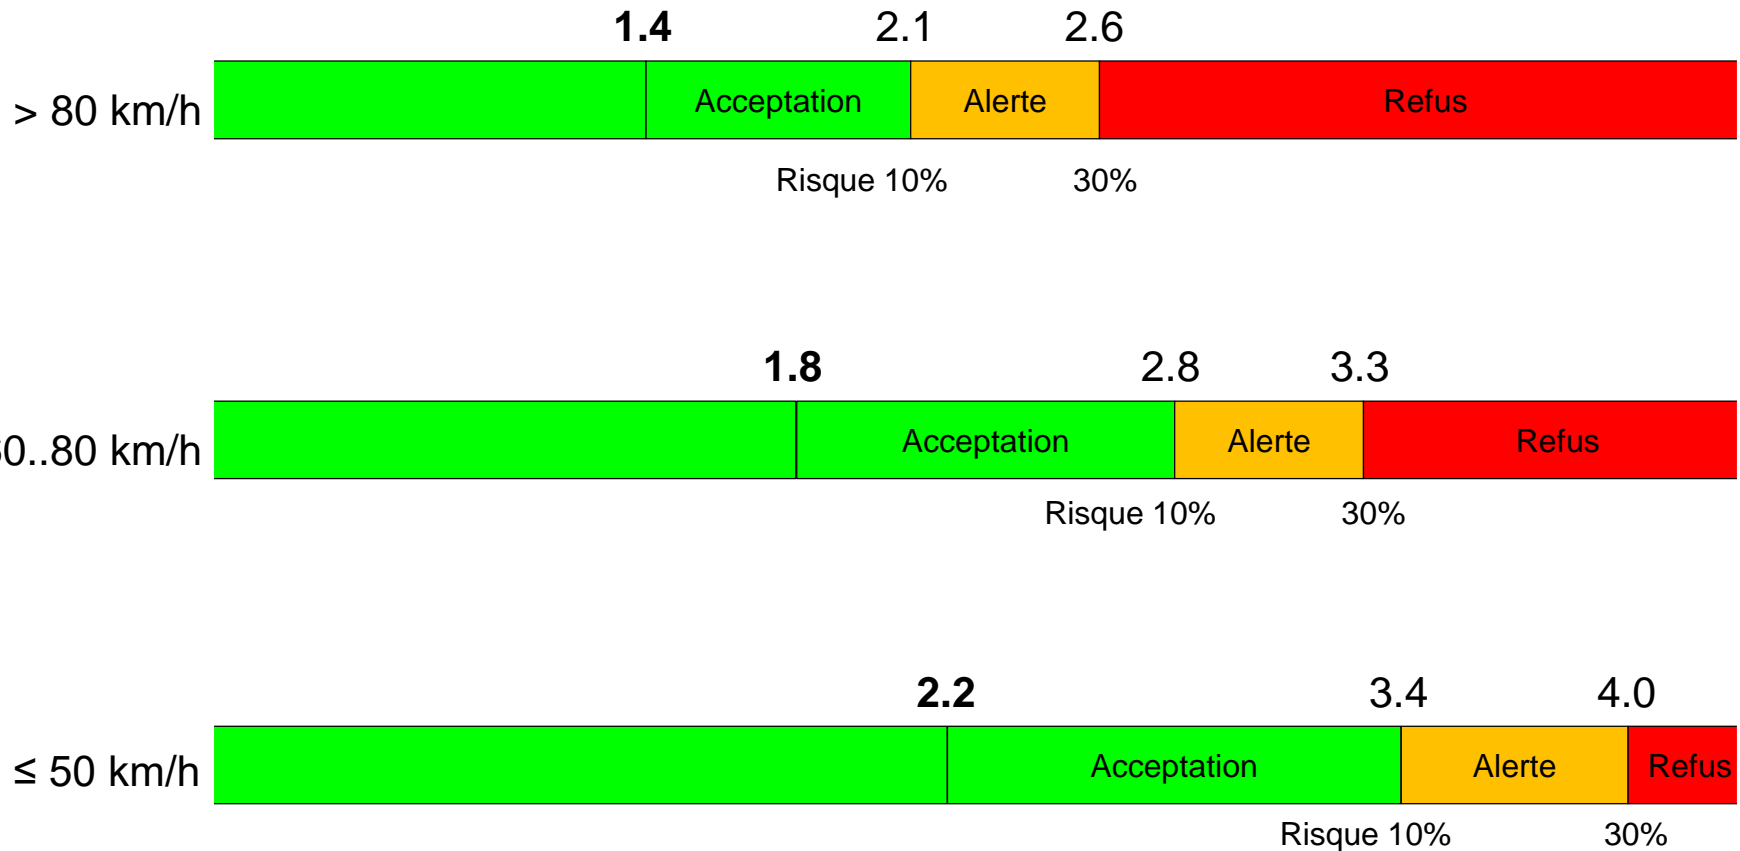 1.4 2.1 2.6
> 80 km/h Acceptation Alerte Refus
Risque 10% 30%
1.8 2.8 3.3
0..80 km/h Acceptation Alerte Refus
Risque 10% 30%
2.2 3.4 4.0
≤ 50 km/h Acceptation Alerte Refus
Risque 10% 30%